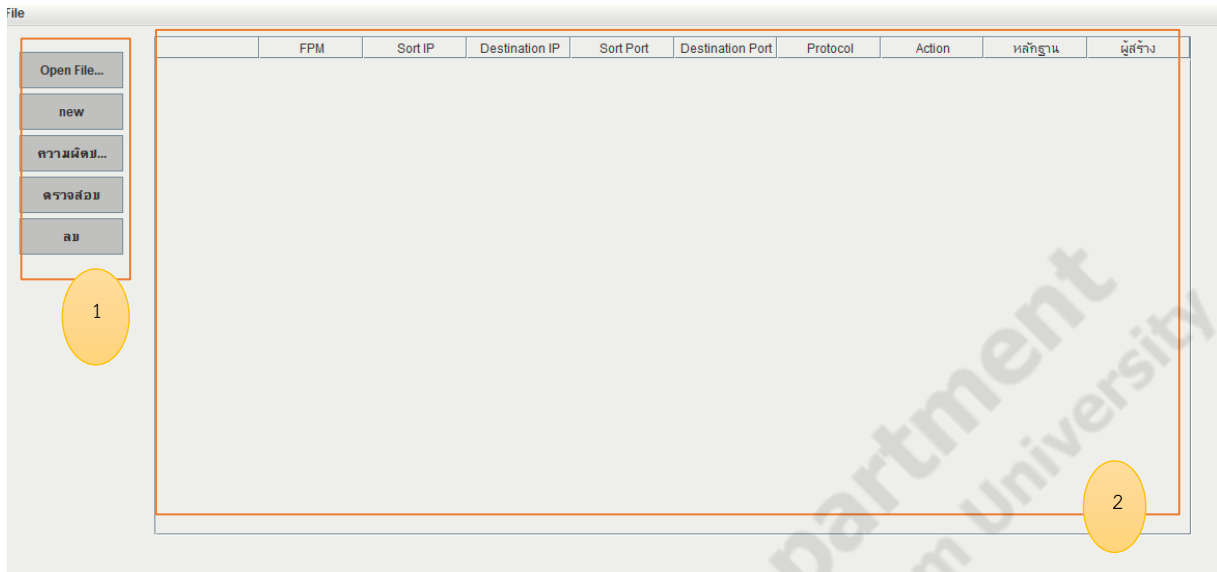 File
FPM Sort IP Destination IP Sort Port Destination Port Protocol Action หลักฐาน ผู้สร้าง
Open File...
new
ความผิดป...
ตรวจสอบ
ลบ
1
2
partment
University